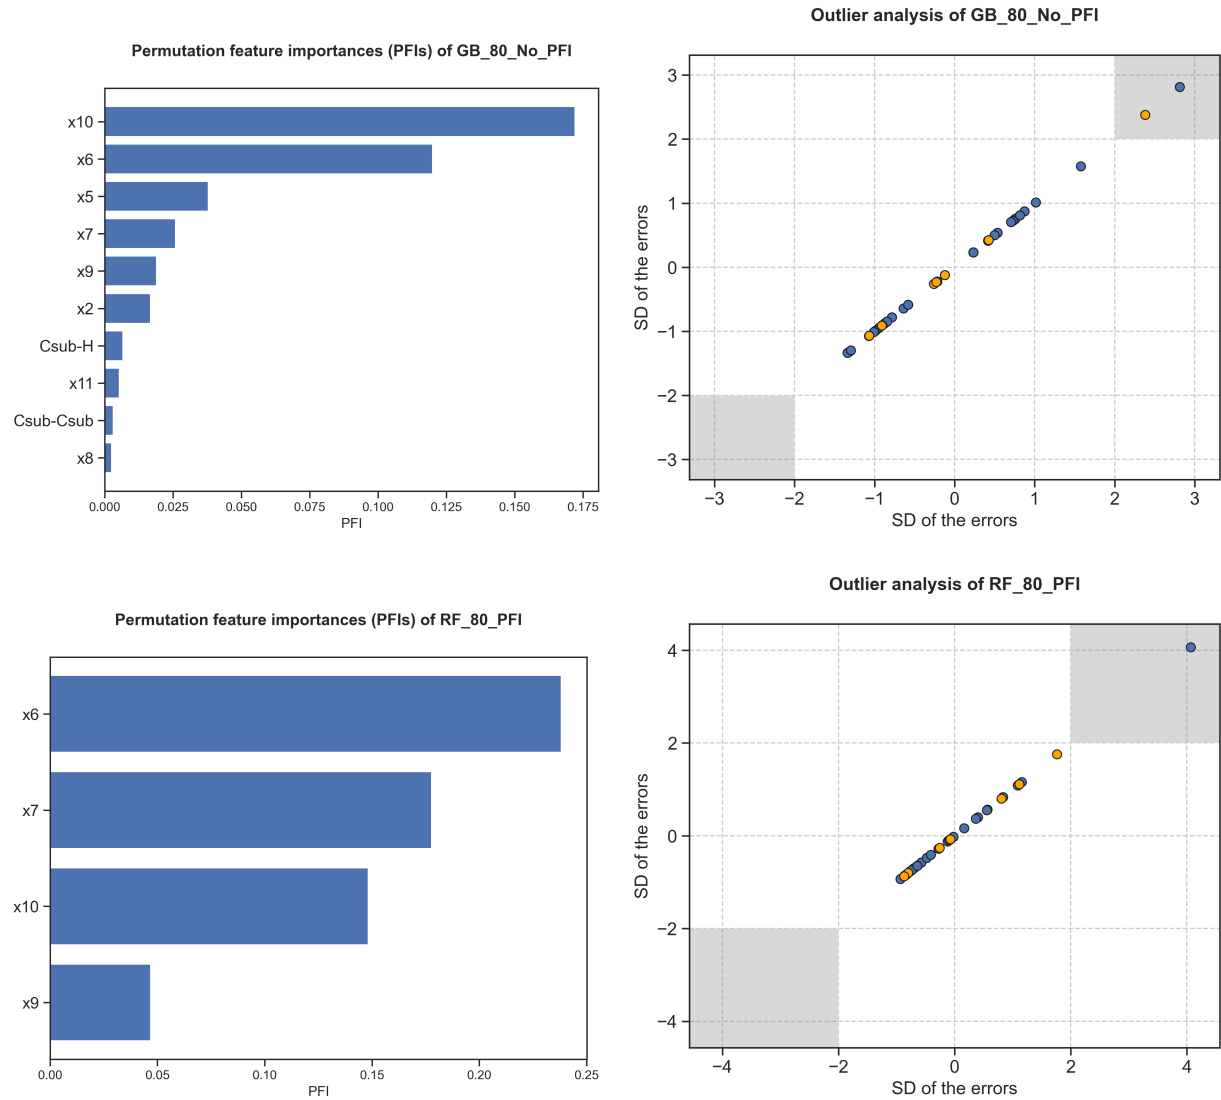 Permutation feature importances (PFIs) of GB_80_No_PFI
x10
x6
x5
x7
x9
x2
Csub-H
x11
Csub-Csub
x8
0.000 0.025 0.050 0.075 0.100 0.125 0.150 0.175
PFI
Outlier analysis of GB_80_No_PFI
SD of the errors
3
2
1
0
−1
−2
−3
−3 −2 −1 0 1 2 3
SD of the errors
Permutation feature importances (PFIs) of RF_80_PFI
x6
x7
x10
x9
0.00 0.05 0.10 0.15 0.20 0.25
PFI
Outlier analysis of RF_80_PFI
SD of the errors
4
2
0
−2
−4
−4 −2 0 2 4
SD of the errors